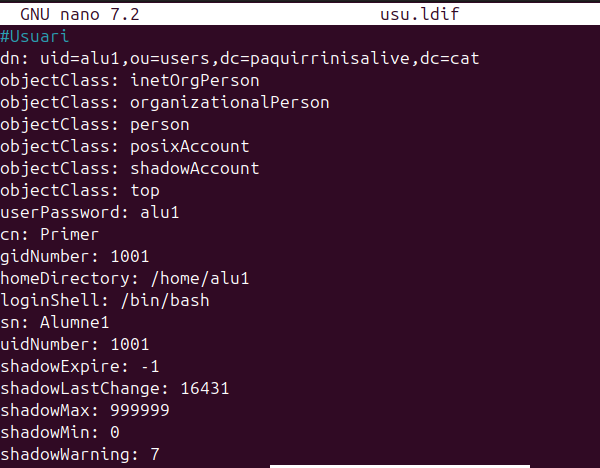 GNU nano 7.2 usu.ldif
#Usuari
dn: uid=alu1,ou=users,dc=paquirrinisalive,dc=cat
objectClass: inetOrgPerson
objectClass: organizationalPerson
objectClass: person
objectClass: posixAccount
objectClass: shadowAccount
objectClass: top
userPassword: alu1
cn: Primer
gidNumber: 1001
homeDirectory: /home/alu1
loginShell: /bin/bash
sn: Alumne1
uidNumber: 1001
shadowExpire: -1
shadowLastChange: 16431
shadowMax: 999999
shadowMin: 0
shadowWarning: 7